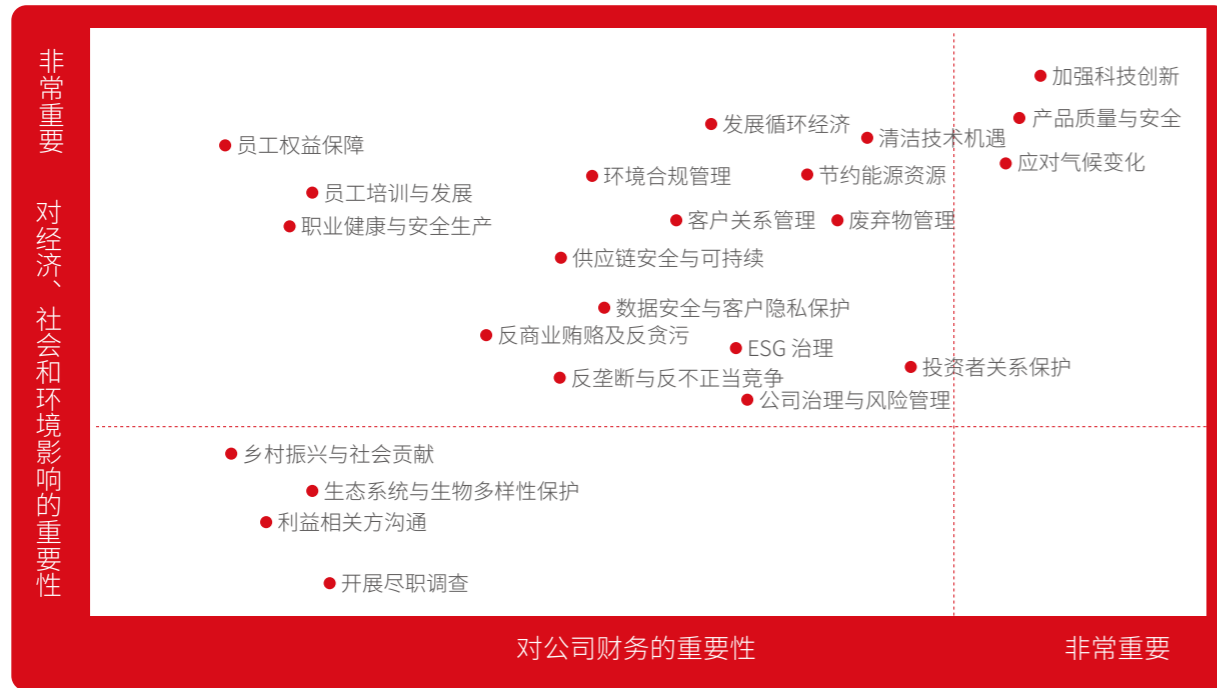 非常重要
对经济、社会和环境影响的重要性
加强科技创新
产品质量与安全
发展循环经济
清洁技术机遇
员工权益保障
应对气候变化
环境合规管理
节约能源资源
员工培训与发展
客户关系管理
废弃物管理
职业健康与安全生产
供应链安全与可持续
数据安全与客户隐私保护
反商业贿赂及反贪污
ESG 治理
投资者关系保护
反垄断与反不正当竞争
公司治理与风险管理
乡村振兴与社会贡献
生态系统与生物多样性保护
利益相关方沟通
开展尽职调查
对公司财务的重要性
非常重要